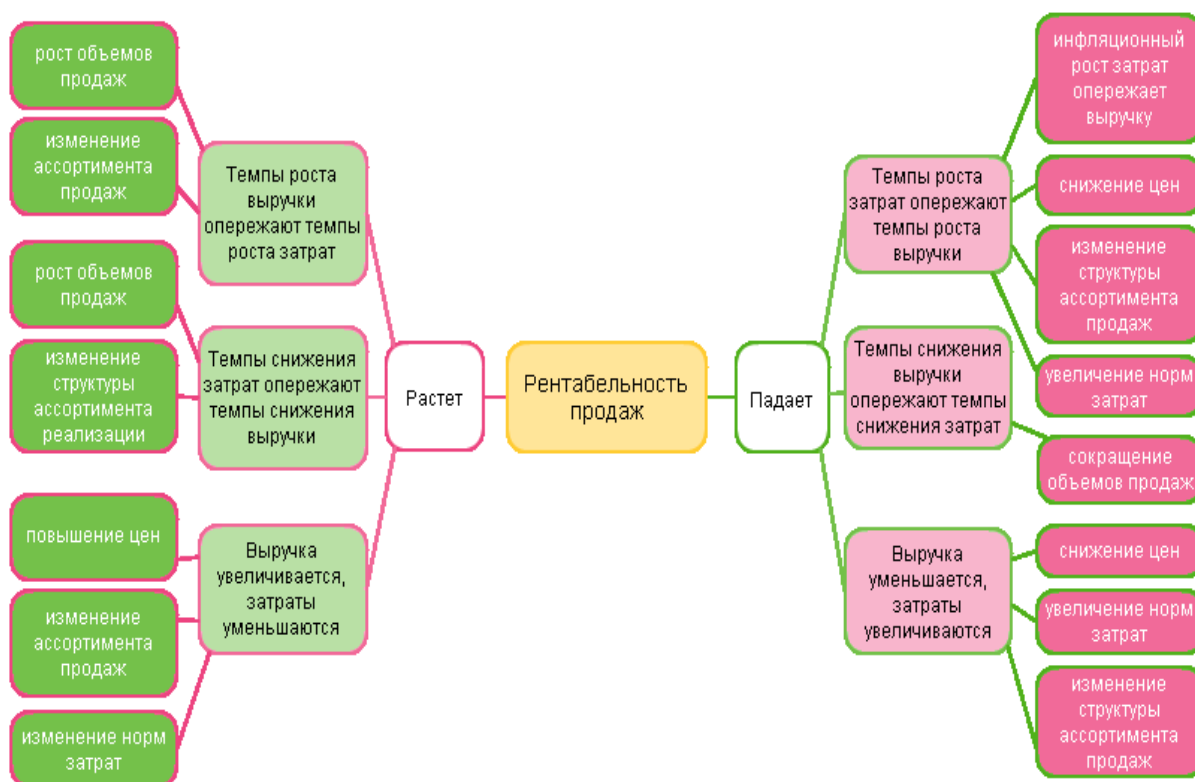 рост объемов
продаж
изменение
ассортимента
продаж
Темпы роста
выручки
опережают темпы
роста затрат
рост объемов
продаж
изменение
структуры
ассортимента
реализации
Темпы снижения
затрат опережают
темпы снижения
выручки
повышение цен
изменение
ассортимента
продаж
изменение норм
затрат
Выручка
увеличивается,
затраты
уменьшаются
Растет
Рентабельность
продаж
Падает
Темпы роста
затрат опережают
темпы роста
выручки
инфляционный
рост затрат
опережает
выручку
снижение цен
изменение
структуры
ассортимента
продаж
увеличение норм
затрат
Темпы снижения
выручки
опережают темпы
снижения затрат
сокращение
объемов продаж
Выручка
уменьшается,
затраты
увеличиваются
снижение цен
увеличение норм
затрат
изменение
структуры
ассортимента
продаж